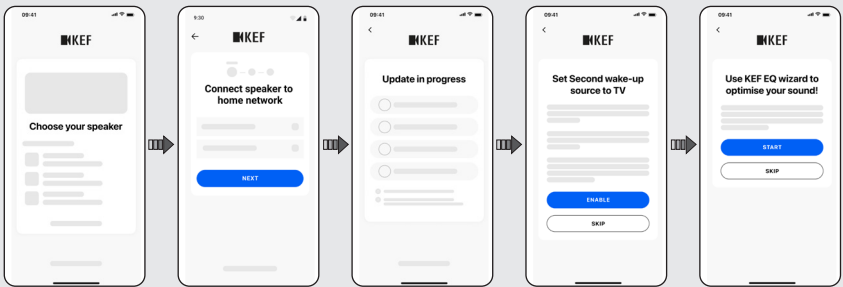 09:41
KEF
Choose your speaker
9:30
KEF
Connect speaker to
home network
NEXT
09:41
KEF
Update in progress
09:41
KEF
Set Second wake-up
source to TV
ENABLE
SKIP
09:41
KEF
Use KEF EQ wizard to
optimise your sound!
START
SKIP